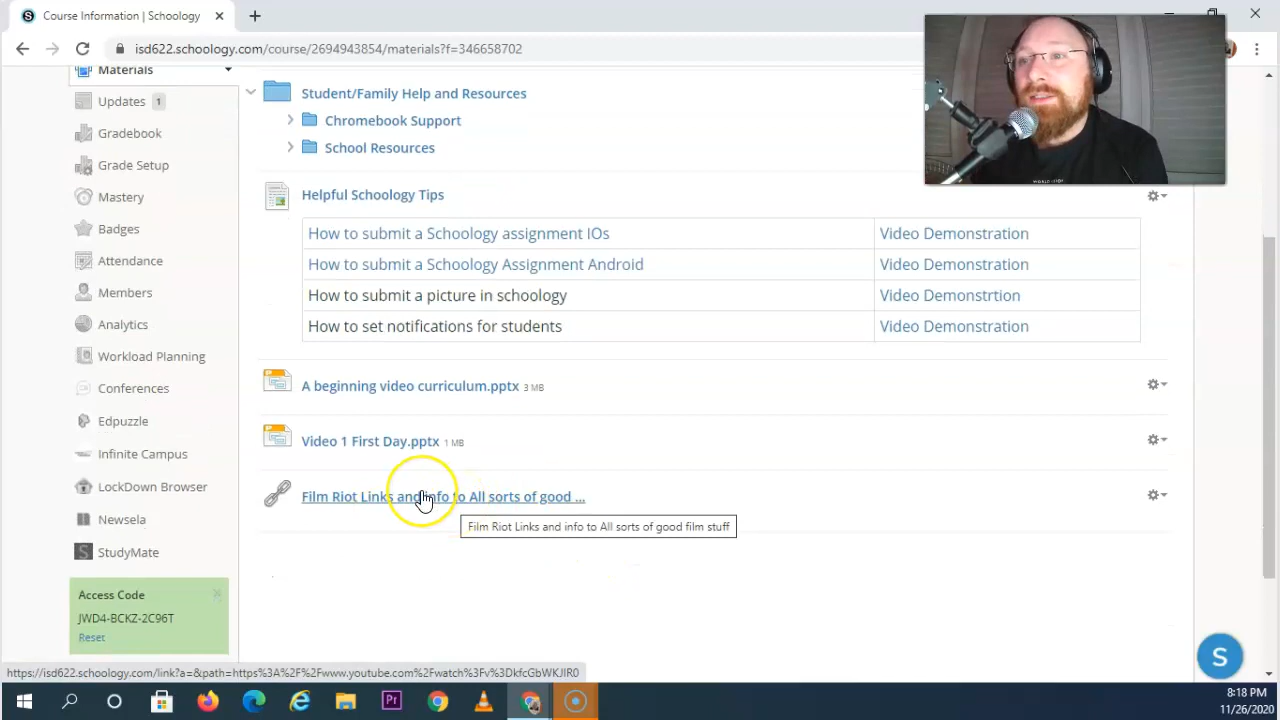 Course Information | Schoology
isd622.schoology.com/course/2694943854/materials?f=346658702
Materials
Updates 1
Gradebook
Grade Setup
Mastery
Badges
Attendance
Members
Analytics
Workload Planning
Conferences
Edpuzzle
Infinite Campus
LockDown Browser
Newsela
StudyMate
Access Code
JWD4-BCKZ-2C96T
Reset
Student/Family Help and Resources
Chromebook Support
School Resources
Helpful Schoology Tips
How to submit a Schoology assignment IOs Video Demonstration
How to submit a Schoology Assignment Android Video Demonstration
How to submit a picture in schoology Video Demonstrtion
How to set notifications for students Video Demonstration
A beginning video curriculum.pptx 3 MB
Video 1 First Day.pptx 1 MB
Film Riot Links and info to All sorts of good ...
Film Riot Links and info to All sorts of good film stuff
S
https://isd622.schoology.com/link?a=&path=https%3A%2F%2Fwww.youtube.com%2Fwatch%3Fv%3DkfcGbWKJIR0
Pr
8:18 PM
11/26/2020